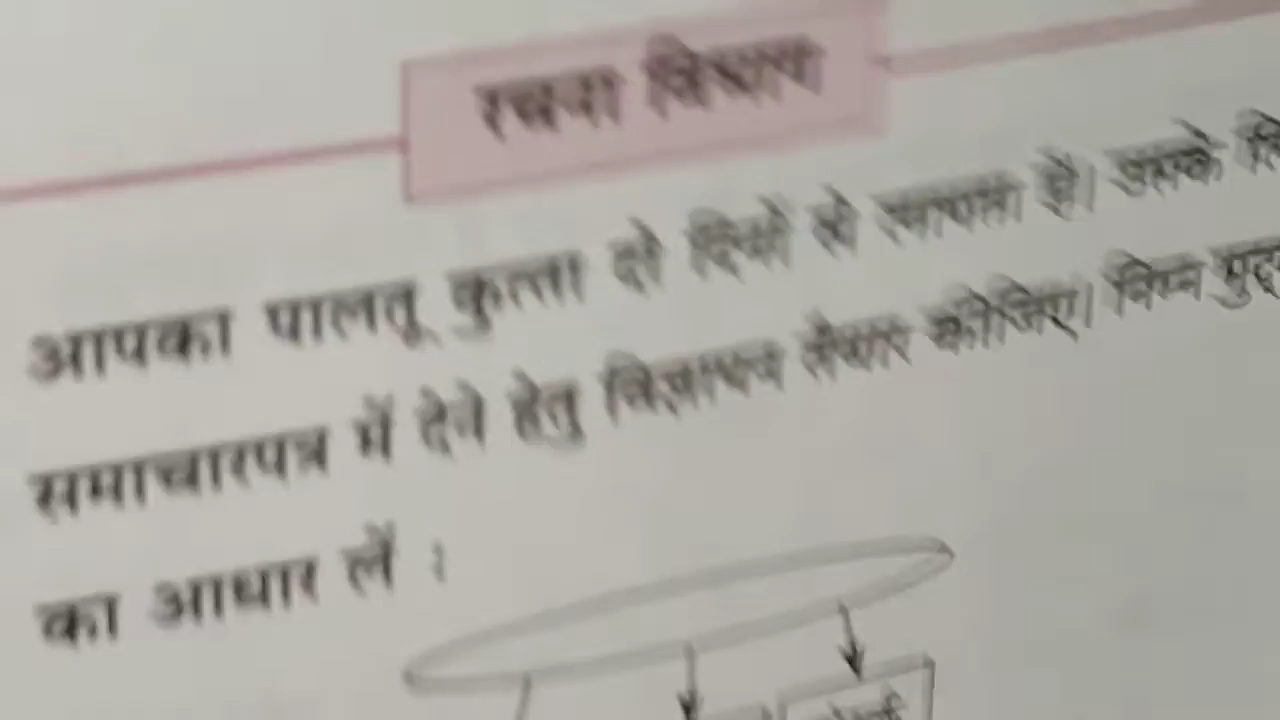 रचना विभाग
आपका पालतू कुत्ता दो दिनों से लापता है। उसके
समाचारपत्र में देने हेतु विज्ञापन तैयार कीजिए। निम्न
का आधार लें :